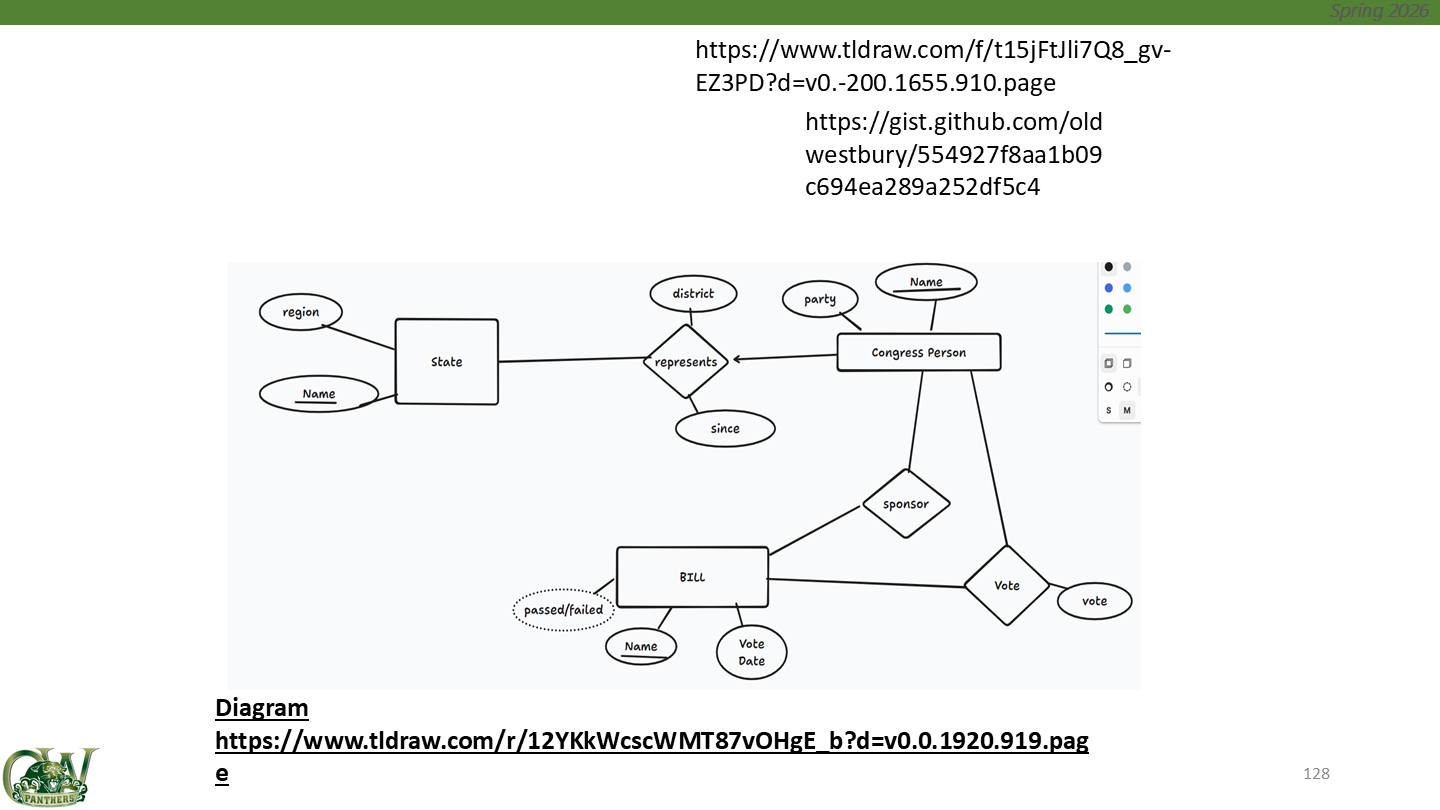 Spring 2026
https://www.tldraw.com/f/t15jFtJli7Q8_gv-
EZ3PD?d=v0.-200.1655.910.page
https://gist.github.com/old
westbury/554927f8aa1b09
c694ea289a252df5c4
district
party
Name
region
State
represents
Congress Person
Name
since
S M
sponsor
BILL
Vote
passed/failed
vote
Name
Vote
Date
Diagram
https://www.tldraw.com/r/12YKkWcscWMT87vOHgE_b?d=v0.0.1920.919.pag
e
OW
PANTHERS
128